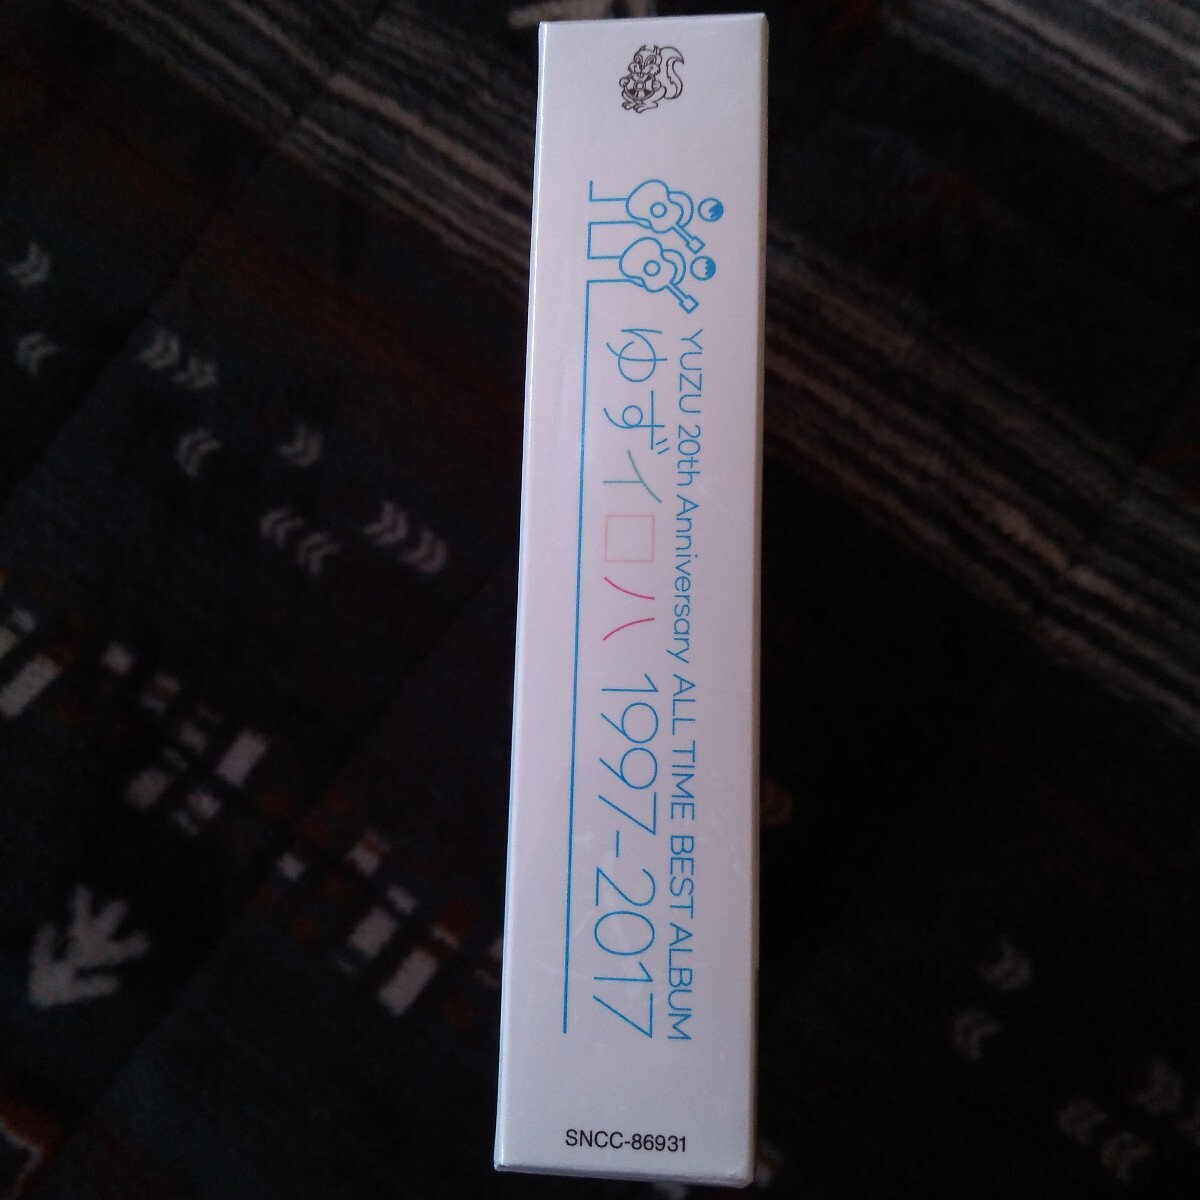 YUZU 20th Anniversary ALL TIME BEST ALBUM
ゆずイロハ 1997-2017
SNCC-86931